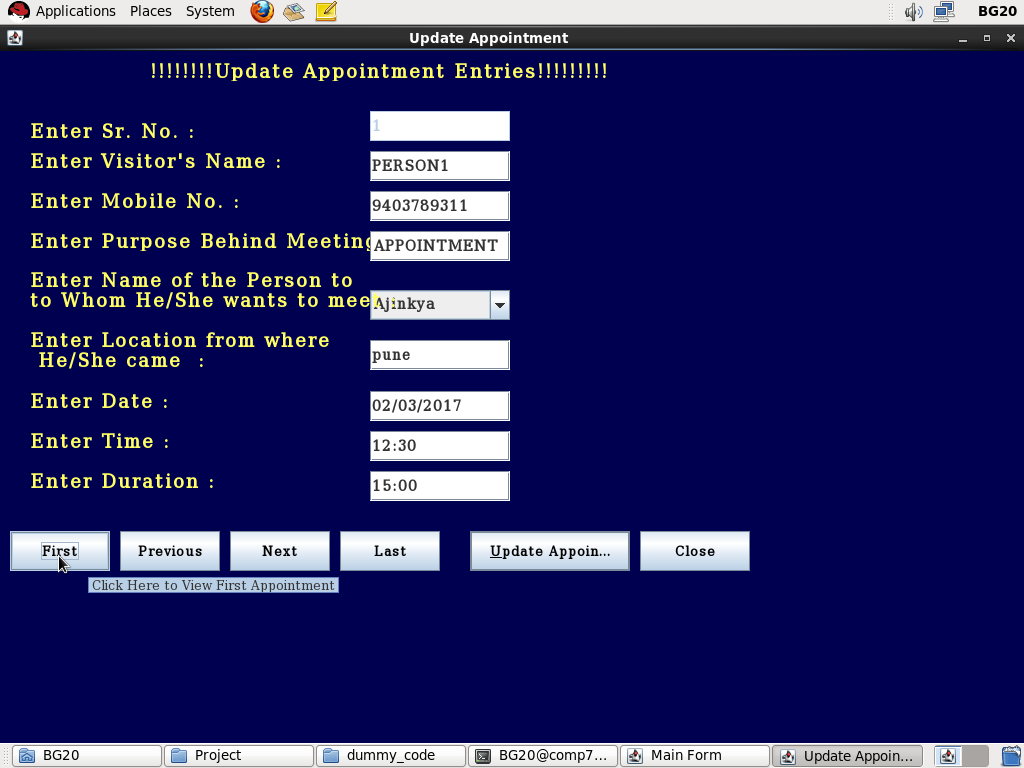 Applications Places System BG20
Update Appointment
!!!!!!!!Update Appointment Entries!!!!!!!!!
Enter Sr. No. : 1
Enter Visitor's Name : PERSON1
Enter Mobile No. : 9403789311
Enter Purpose Behind Meeting APPOINTMENT
Enter Name of the Person to
to Whom He/She wants to meet : Ajinkya
Enter Location from where
He/She came : pune
Enter Date : 02/03/2017
Enter Time : 12:30
Enter Duration : 15:00
First Previous Next Last Update Appoin... Close
Click Here to View First Appointment
BG20 Project dummy_code BG20@comp7... Main Form Update Appoin...